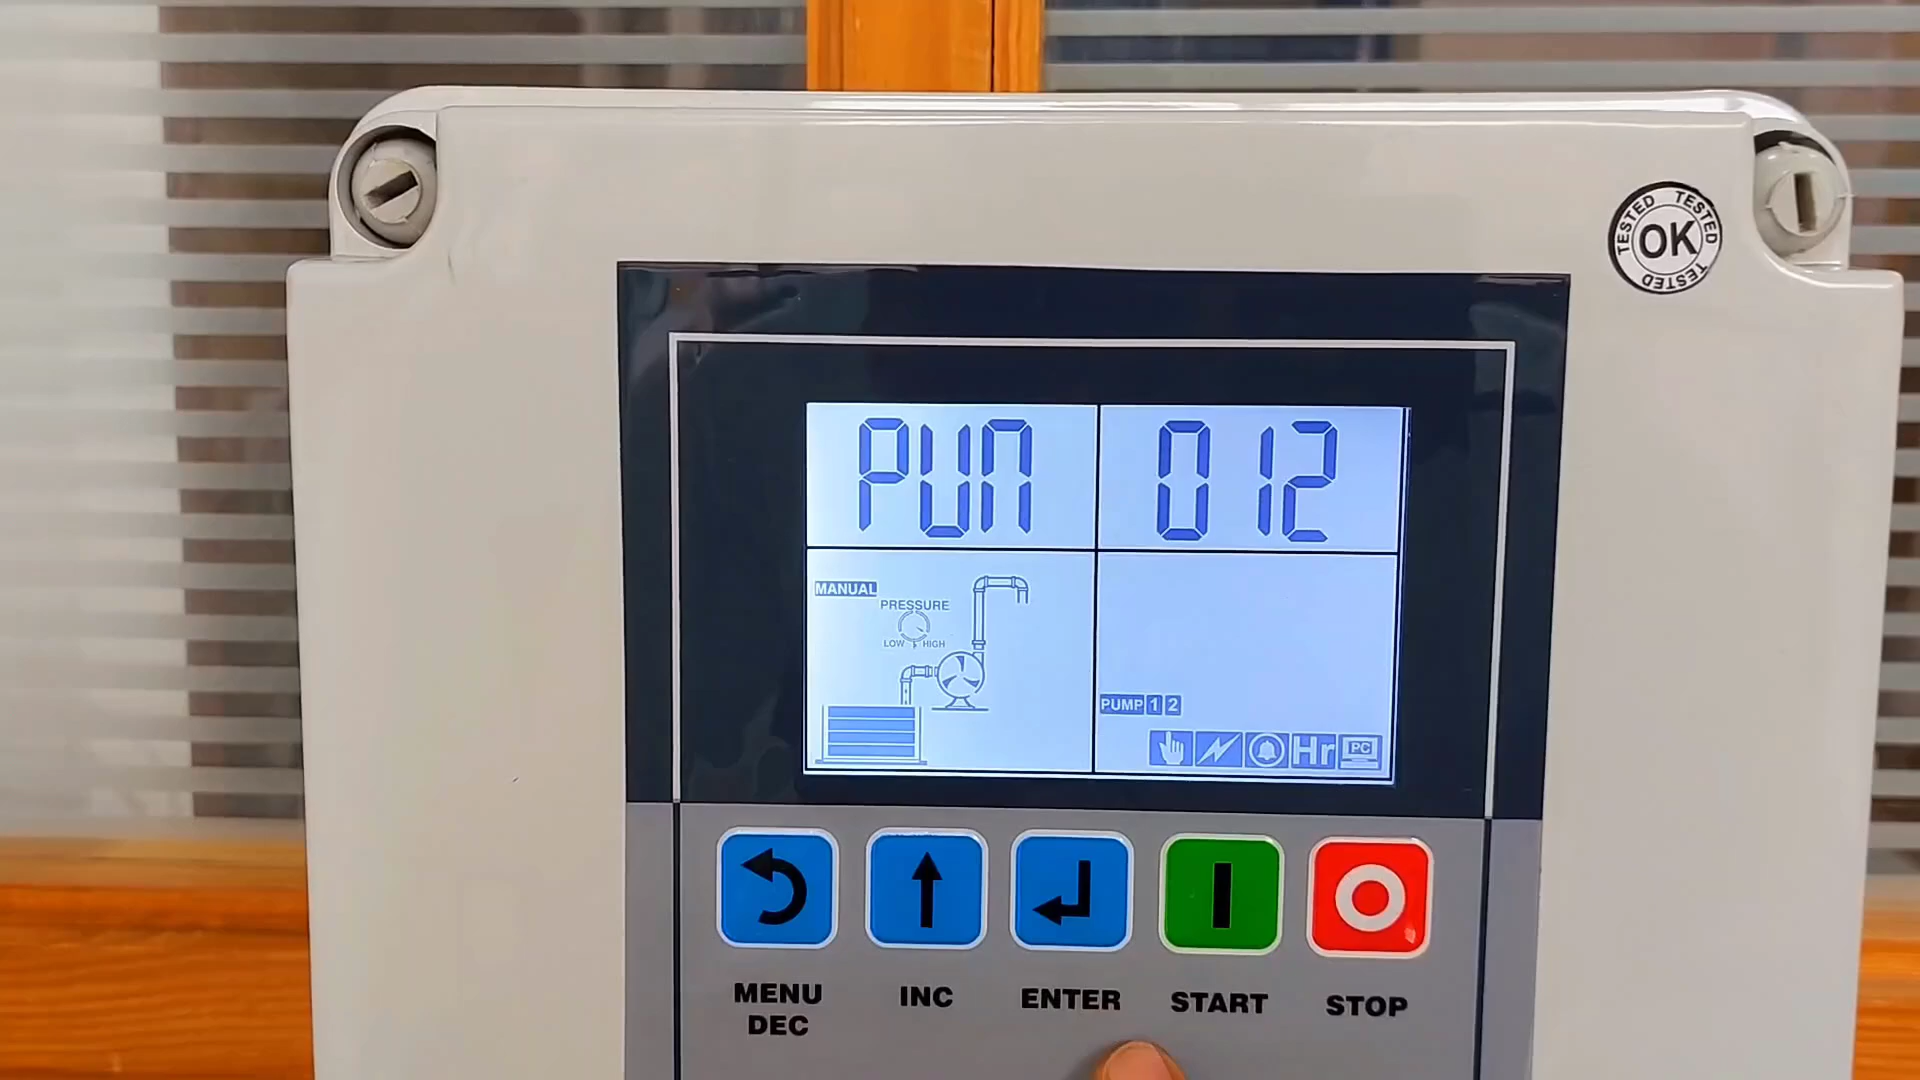 TESTED TESTED TESTED
OK
PUM 012
MANUAL
PRESSURE
LOW HIGH
PUMP 1 2
Hr PC
MENU DEC
INC
ENTER
START
STOP